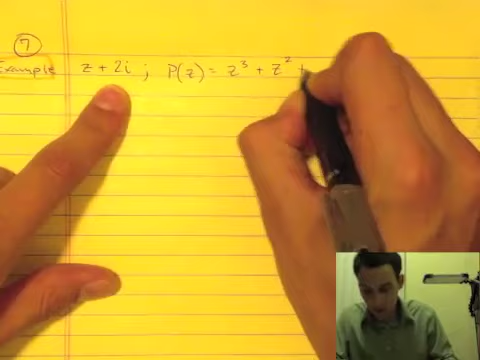 7
Example z + 2i ; P(z) = z³ + z² +